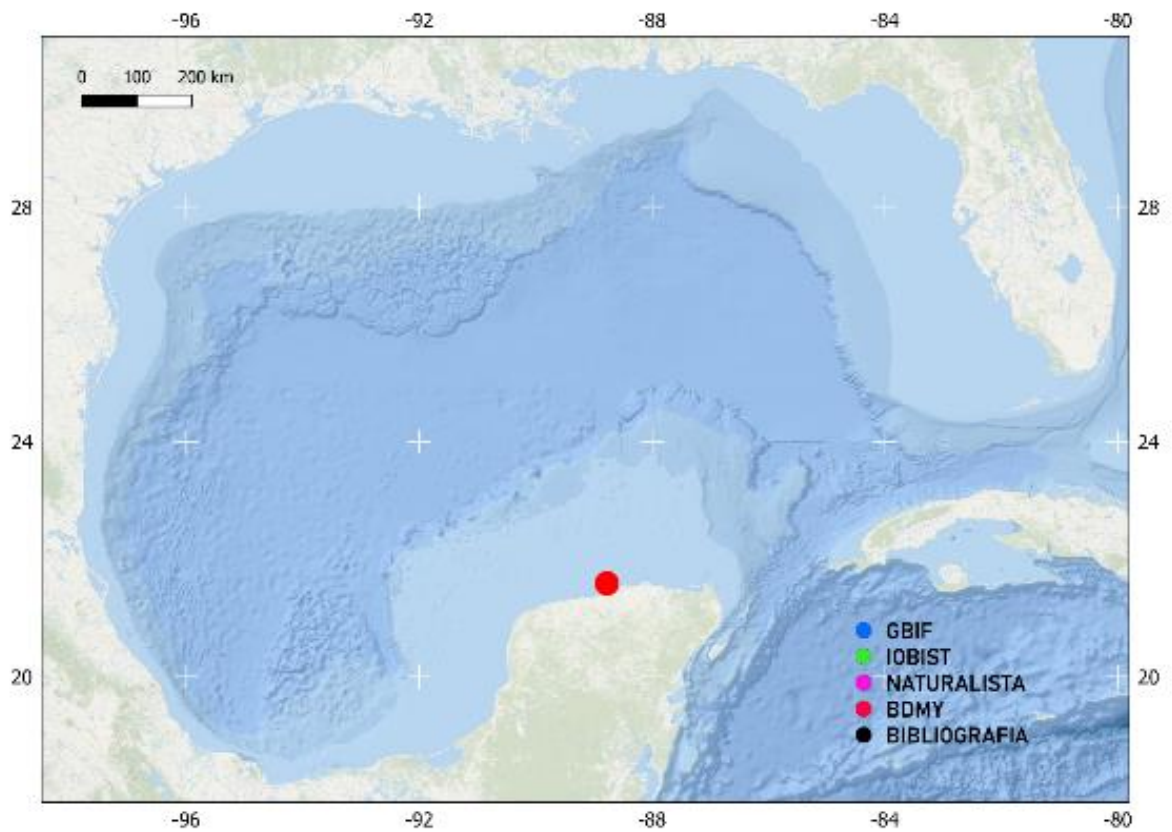 -96 -92 -88 -84 -80
0 100 200 km
28 28
24 24
GBIF
IOBIST
NATURALISTA
BDMY
BIBLIOGRAFIA
20 20
-96 -92 -88 -84 -80